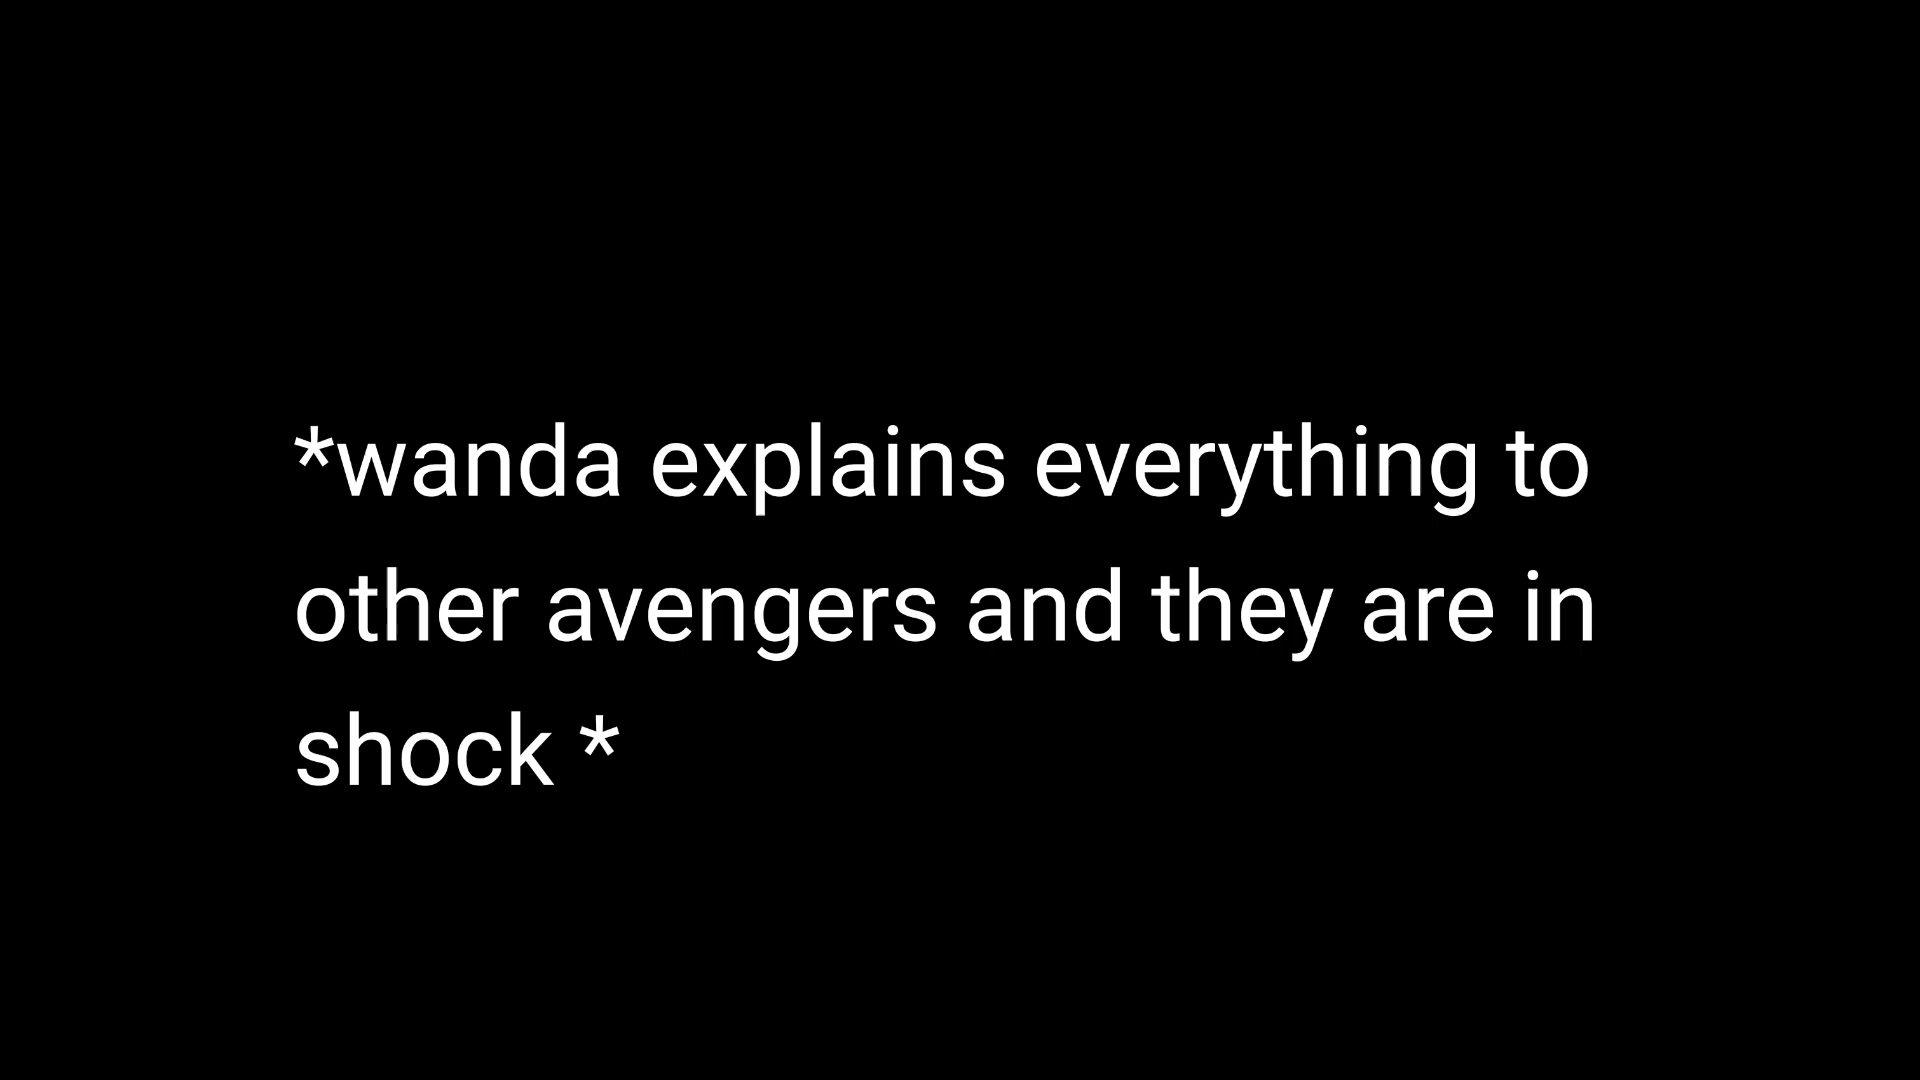 *wanda explains everything to
other avengers and they are in
shock *